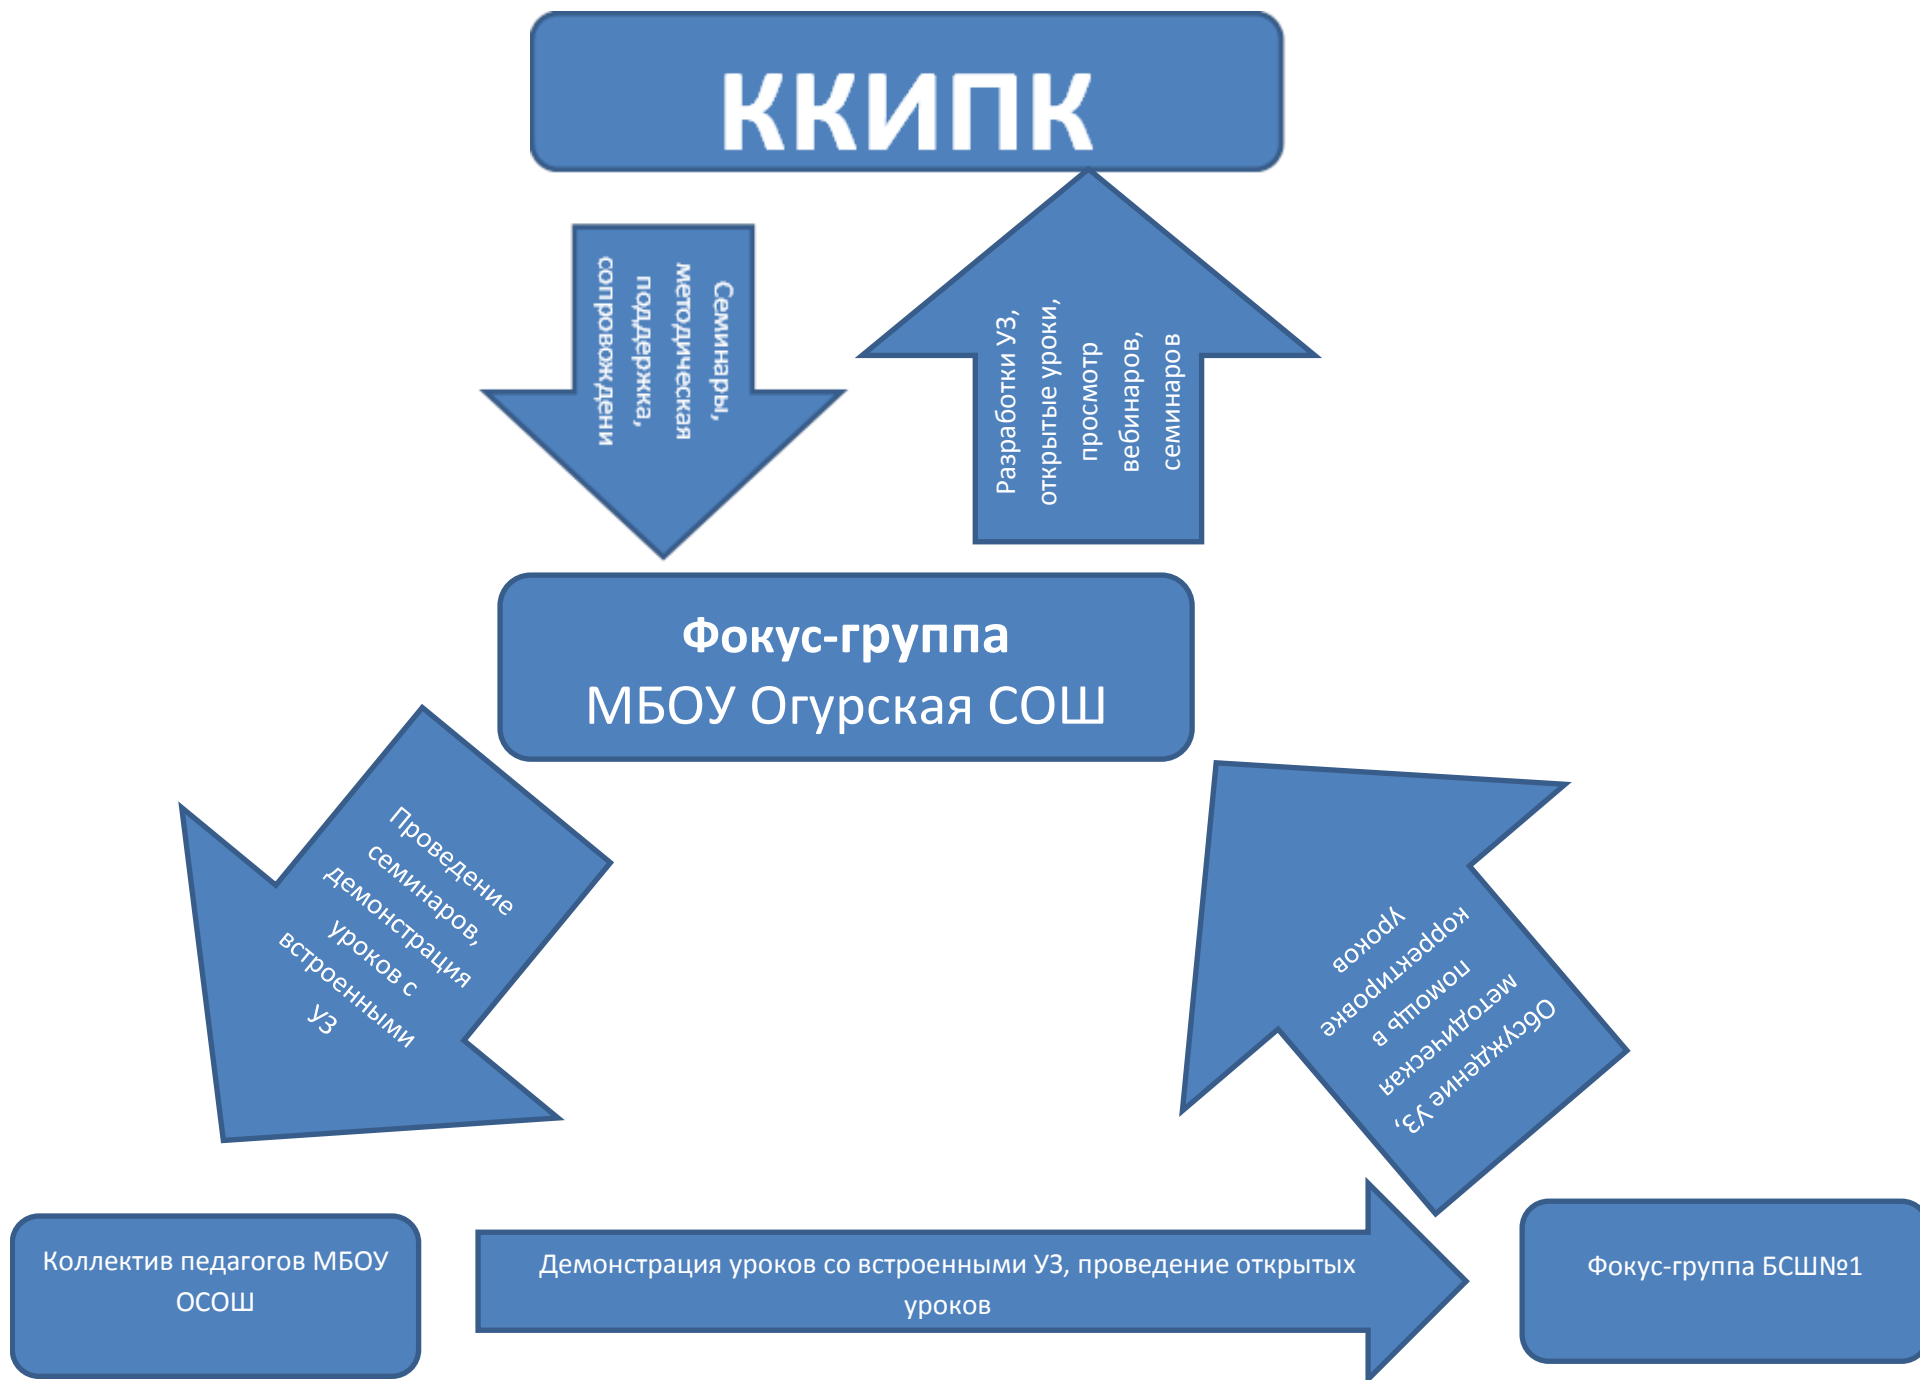 ККИПК
Семинары,
методическая
поддержка,
сопровождени
Разработки УЗ,
открытые уроки,
просмотр
вебинаров,
семинаров
Фокус-группа
МБОУ Огурская СОШ
Проведение
семинаров,
демонстрация
уроков с
встроенными
УЗ
Обсуждение УЗ,
методическая
помощь в
корректировке
уроков
Коллектив педагогов МБОУ
ОСОШ
Демонстрация уроков со встроенными УЗ, проведение открытых
уроков
Фокус-группа БСШ№1